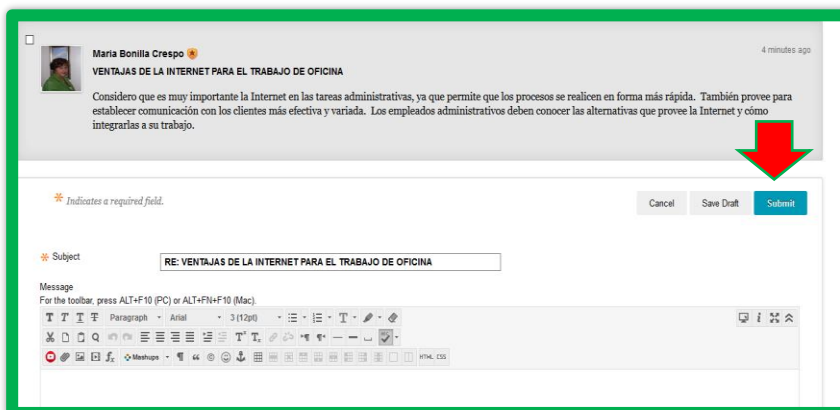 Maria Bonilla Crespo
4 minutes ago
VENTAJAS DE LA INTERNET PARA EL TRABAJO DE OFICINA
Considero que es muy importante la Internet en las tareas administrativas, ya que permite que los procesos se realicen en forma más rápida. También provee para
establecer comunicación con los clientes más efectiva y variada. Los empleados administrativos deben conocer las alternativas que provee la Internet y cómo
integrarlas a su trabajo.
* Indicates a required field.
Cancel Save Draft Submit
* Subject RE: VENTAJAS DE LA INTERNET PARA EL TRABAJO DE OFICINA
Message
For the toolbar, press ALT+F10 (PC) or ALT+FN+F10 (Mac).
T T T T Paragraph Arial 3 (12pt) T
T T
Mashups HTML CSS